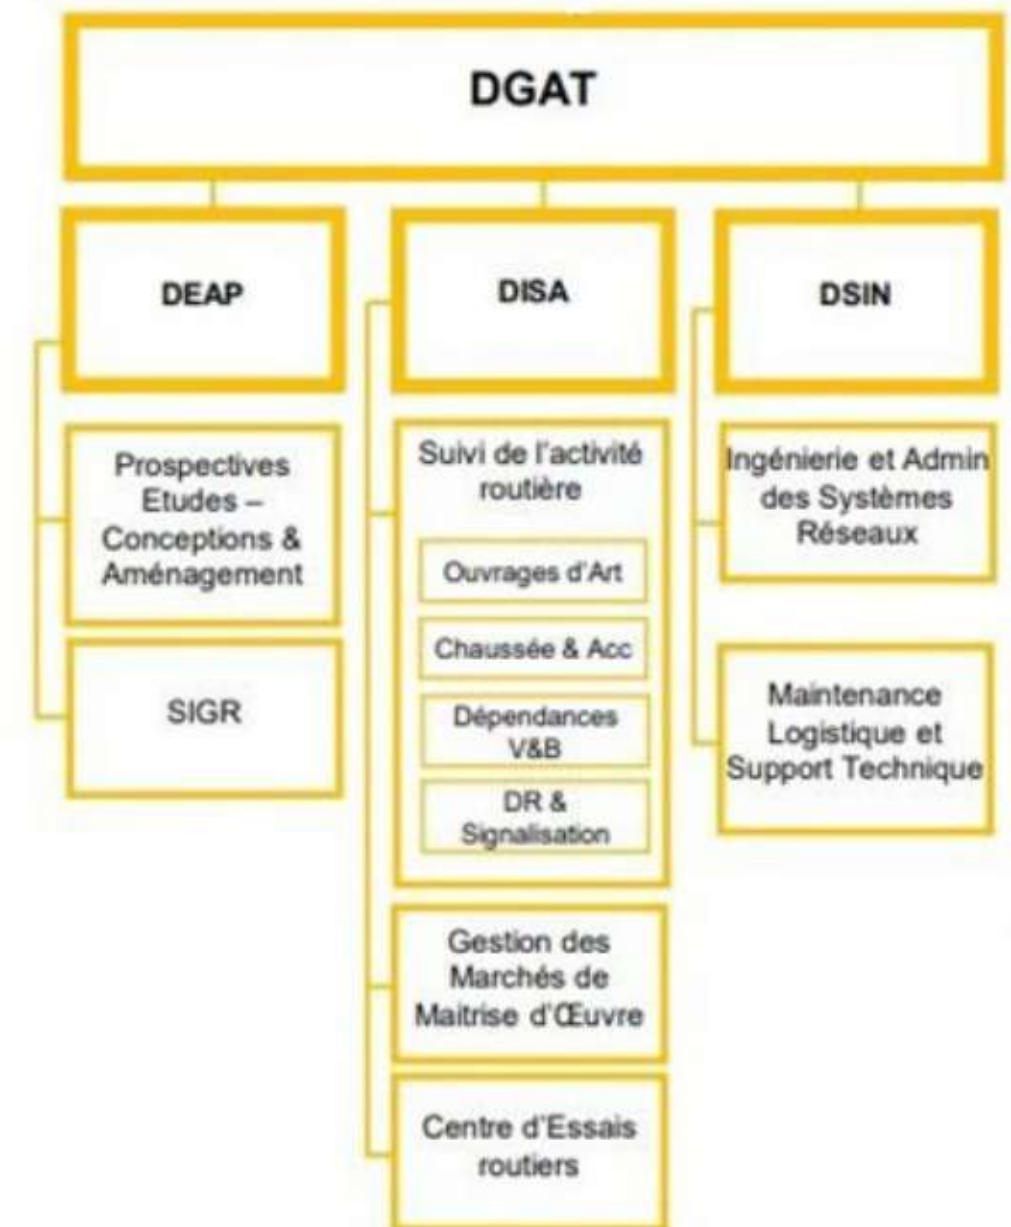 DGAT
DEAP
Prospectives
Etudes –
Conceptions &
Aménagement
SIGR
DISA
Suivi de l'activité
routière
Ouvrages d'Art
Chaussée & Acc
Dépendances
V&B
DR &
Signalisation
Gestion des
Marchés de
Maitrise d'Œuvre
Centre d'Essais
routiers
DSIN
Ingénierie et Admin
des Systèmes
Réseaux
Maintenance
Logistique et
Support Technique